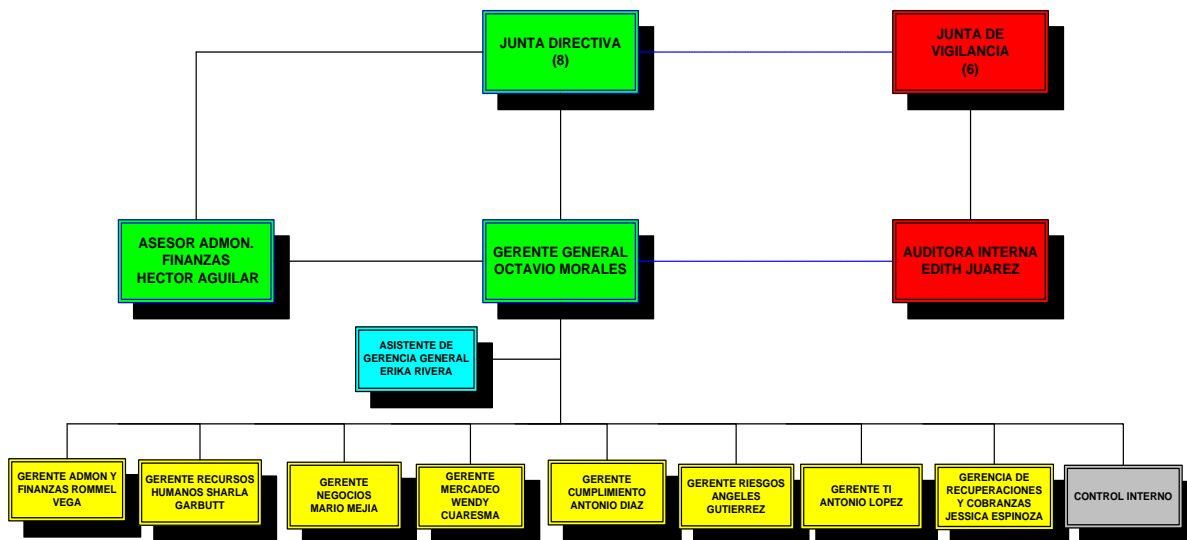 JUNTA DIRECTIVA
(8)
JUNTA DE
VIGILANCIA
(6)
ASESOR ADMON.
FINANZAS
HECTOR AGUILAR
GERENTE GENERAL
OCTAVIO MORALES
AUDITORA INTERNA
EDITH JUAREZ
ASISTENTE DE
GERENCIA GENERAL
ERIKA RIVERA
GERENTE ADMON Y
FINANZAS ROMMEL
VEGA
GERENTE RECURSOS
HUMANOS SHARLA
GARBUTT
GERENTE
NEGOCIOS
MARIO MEJIA
GERENTE
MERCADEO
WENDY
CUARESMA
GERENTE
CUMPLIMIENTO
ANTONIO DIAZ
GERENTE RIESGOS
ANGELES
GUTIERREZ
GERENTE TI
ANTONIO LOPEZ
GERENCIA DE
RECUPERACIONES
Y COBRANZAS
JESSICA ESPINOZA
CONTROL INTERNO